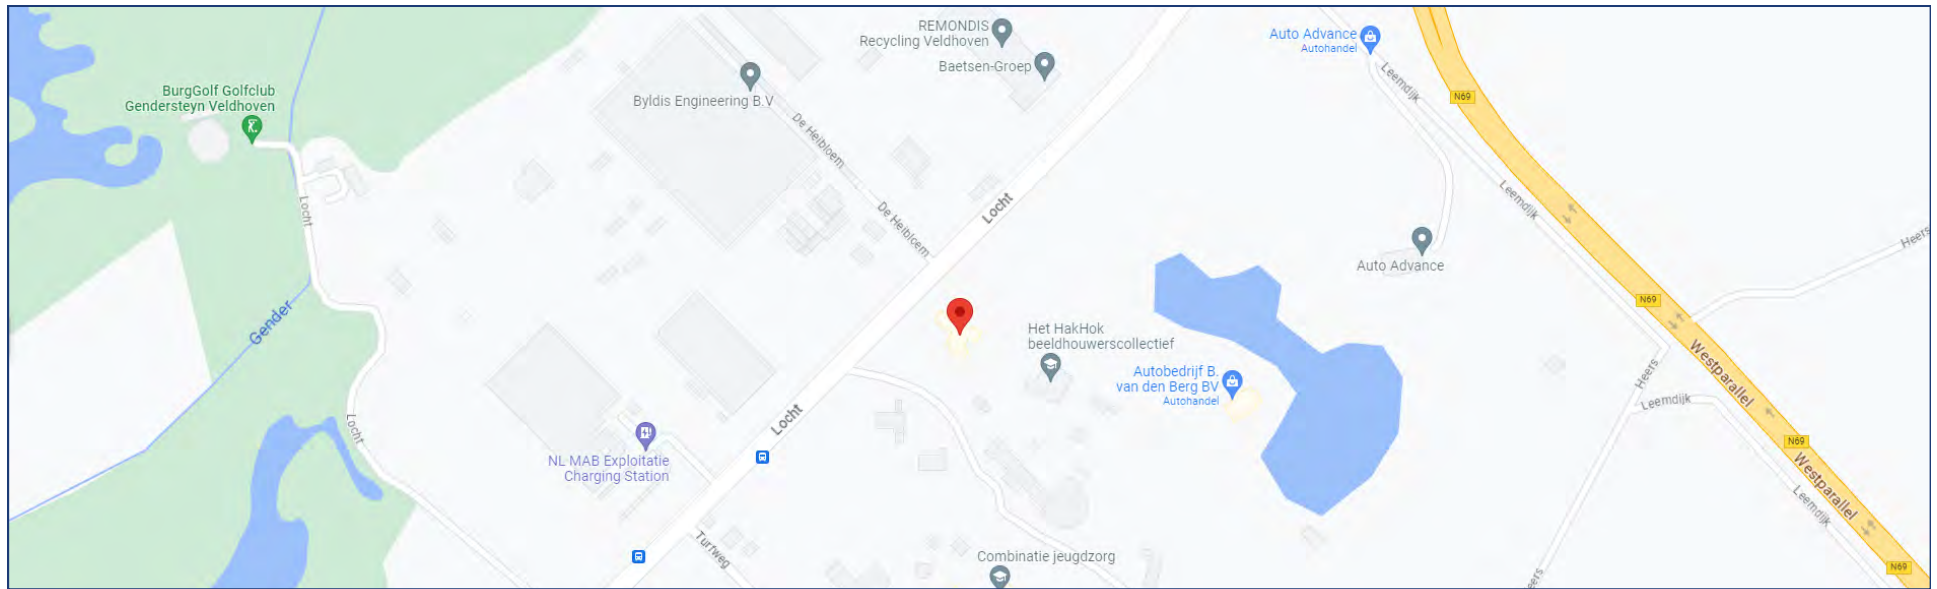 REMONDIS
Recycling Veldhoven
Baetsen-Groep
Auto Advance
Autohandel
Leemdijk
N69
BurgGolf Golfclub
Gendersteyn Veldhoven
Byldis Engineering B.V
De Heibloem
Locht
Locht
De Heibloem
Leemdijk
Heers
Auto Advance
Gender
N69
Het HakHok
beeldhouwerscollectief
Autobedrijf B.
van den Berg BV
Autohandel
Westparallel
Heers
Leemdijk
Locht
Locht
N69
NL MAB Exploitatie
Charging Station
Westparallel
Leemdijk
Turfweg
Combinatie jeugdzorg
N69
eers